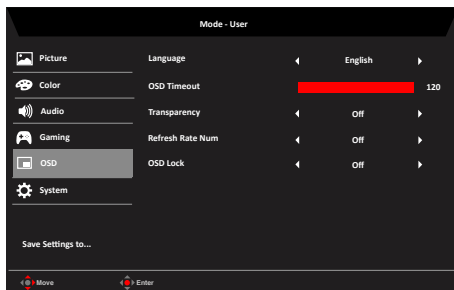 Mode - User
Picture
Language English
Color
OSD Timeout 120
Audio
Transparency Off
Gaming
Refresh Rate Num Off
OSD
OSD Lock Off
System
Save Settings to...
Move Enter